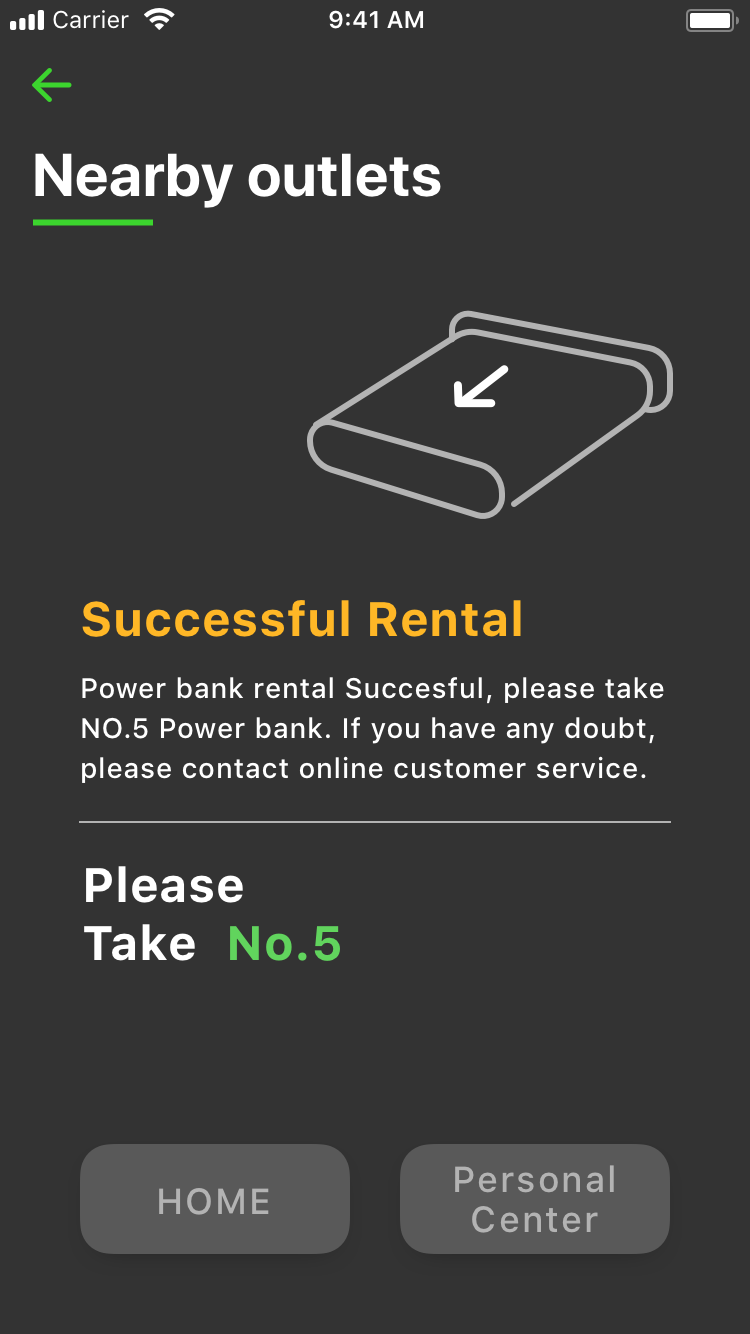 Carrier 9:41 AM
Nearby outlets
Successful Rental
Power bank rental Succesful, please take
NO.5 Power bank. If you have any doubt,
please contact online customer service.
Please
Take No.5
HOME
Personal
Center